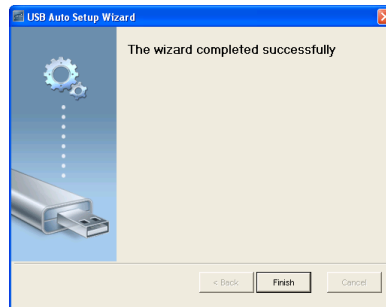 USB Auto Setup Wizard
The wizard completed successfully
< Back
Finish
Cancel